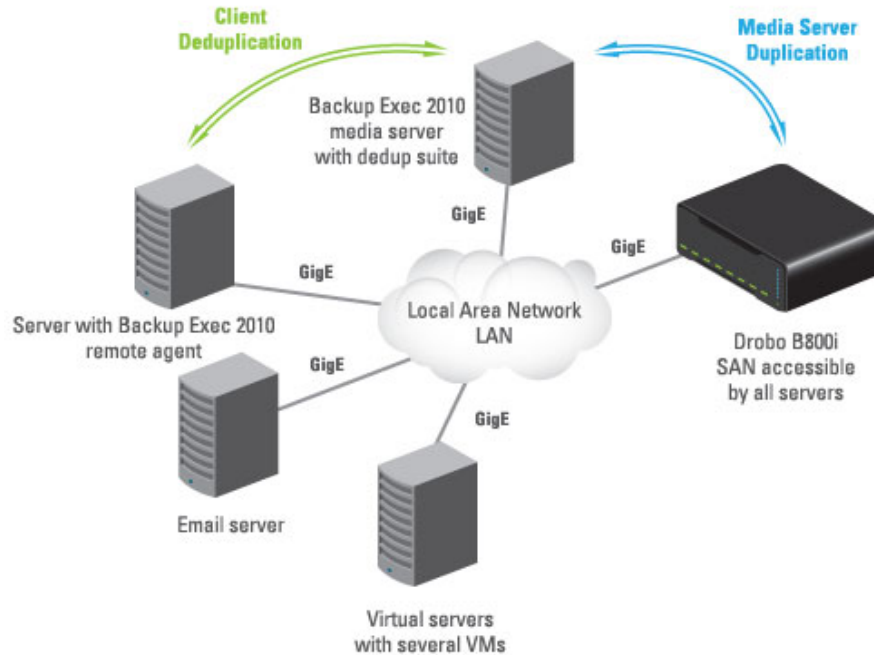 Client
Deduplication
Media Server
Duplication
Backup Exec 2010
media server
with dedup suite
GigE
GigE
GigE
Local Area Network
LAN
Server with Backup Exec 2010
remote agent
Drobo B800i
SAN accessible
by all servers
GigE
GigE
Email server
Virtual servers
with several VMs